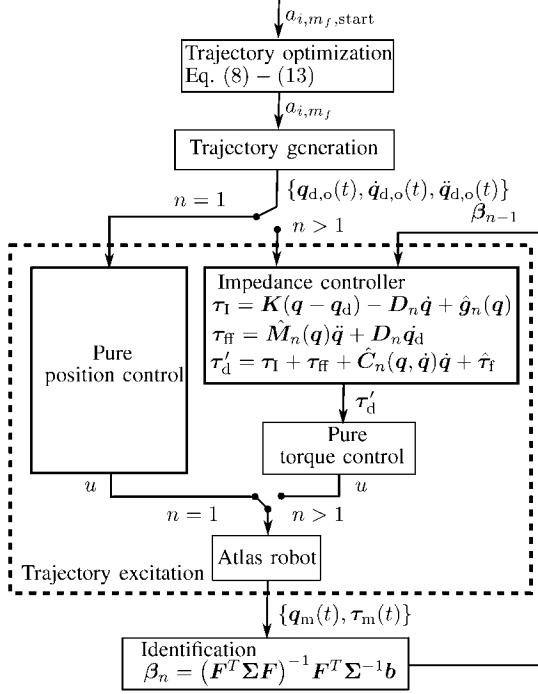 a_{i,m_f,start}
Trajectory optimization
Eq. (8) – (13)
a_{i,m_f}
Trajectory generation
{q_{d,o}(t), q̇_{d,o}(t), q̈_{d,o}(t)}
n = 1
n > 1
β_{n−1}
Pure
position control
Impedance controller
τ_I = K(q − q_d) − D_n q̇ + ĝ_n(q)
τ_ff = M̂_n(q)q̈ + D_n q̇_d
τ′_d = τ_I + τ_ff + Ĉ_n(q, q̇)q̇ + τ̂_f
τ′_d
Pure
torque control
u
u
n = 1
n > 1
Atlas robot
Trajectory excitation
{q_m(t), τ_m(t)}
Identification
β_n = (F^T Σ F)^{−1} F^T Σ^{−1} b